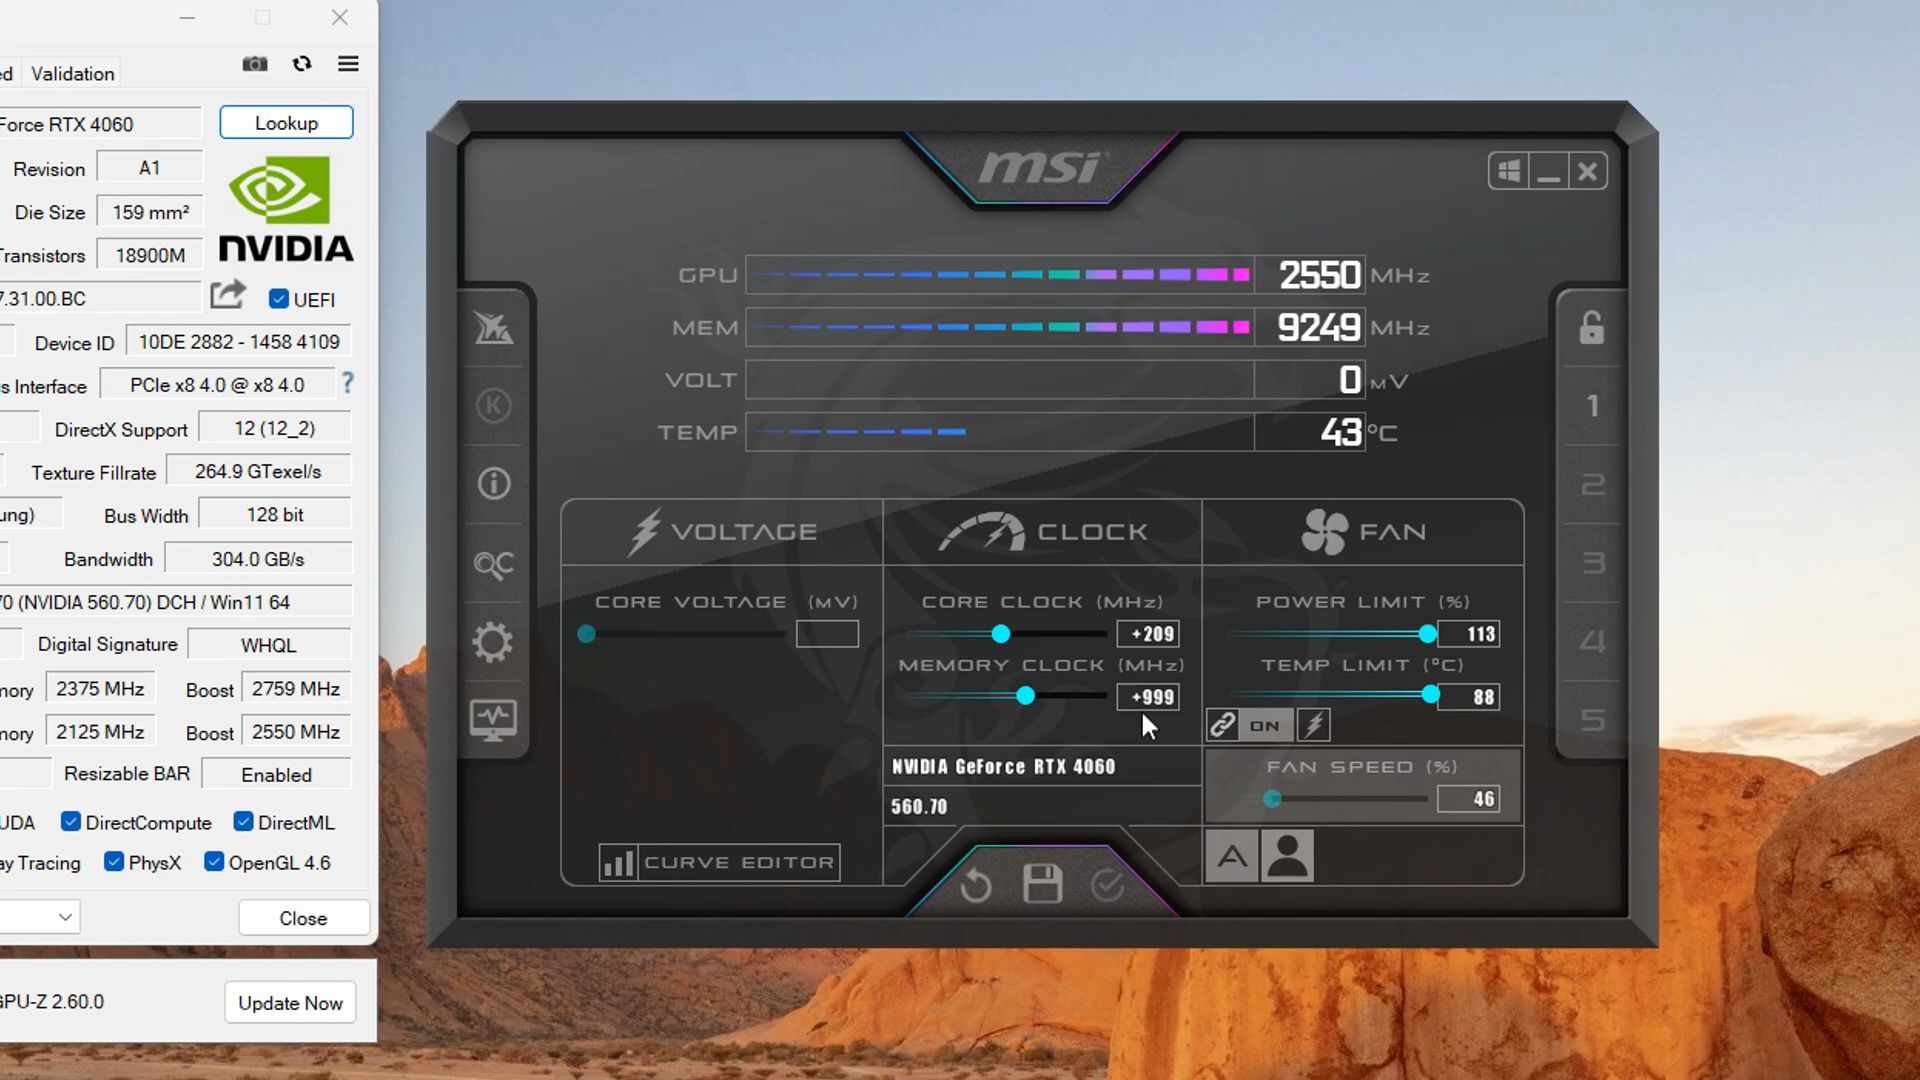 ed Validation
Force RTX 4060 Lookup
Revision A1
nVIDIA
Die Size 159 mm²
Transistors 18900M
7.31.00.BC UEFI
Device ID 10DE 2882 - 1458 4109
s Interface PCIe x8 4.0 @ x8 4.0 ?
DirectX Support 12 (12_2)
Texture Fillrate 264.9 GTexel/s
ung) Bus Width 128 bit
Bandwidth 304.0 GB/s
70 (NVIDIA 560.70) DCH / Win11 64
Digital Signature WHQL
mory 2375 MHz Boost 2759 MHz
mory 2125 MHz Boost 2550 MHz
Resizable BAR Enabled
UDA DirectCompute DirectML
ay Tracing PhysX OpenGL 4.6
Close
GPU-Z 2.60.0 Update Now
msi
GPU 2550 MHz
MEM 9249 MHz
VOLT 0 mV
TEMP 43 °C
K
1
2
3
4
5
VOLTAGE
CORE VOLTAGE (MV)
CURVE EDITOR
CLOCK
CORE CLOCK (MHz)
+209
MEMORY CLOCK (MHz)
+999
NVIDIA GeForce RTX 4060
560.70
FAN
POWER LIMIT (%)
113
TEMP LIMIT (°C)
88
ON
FAN SPEED (%)
46
A